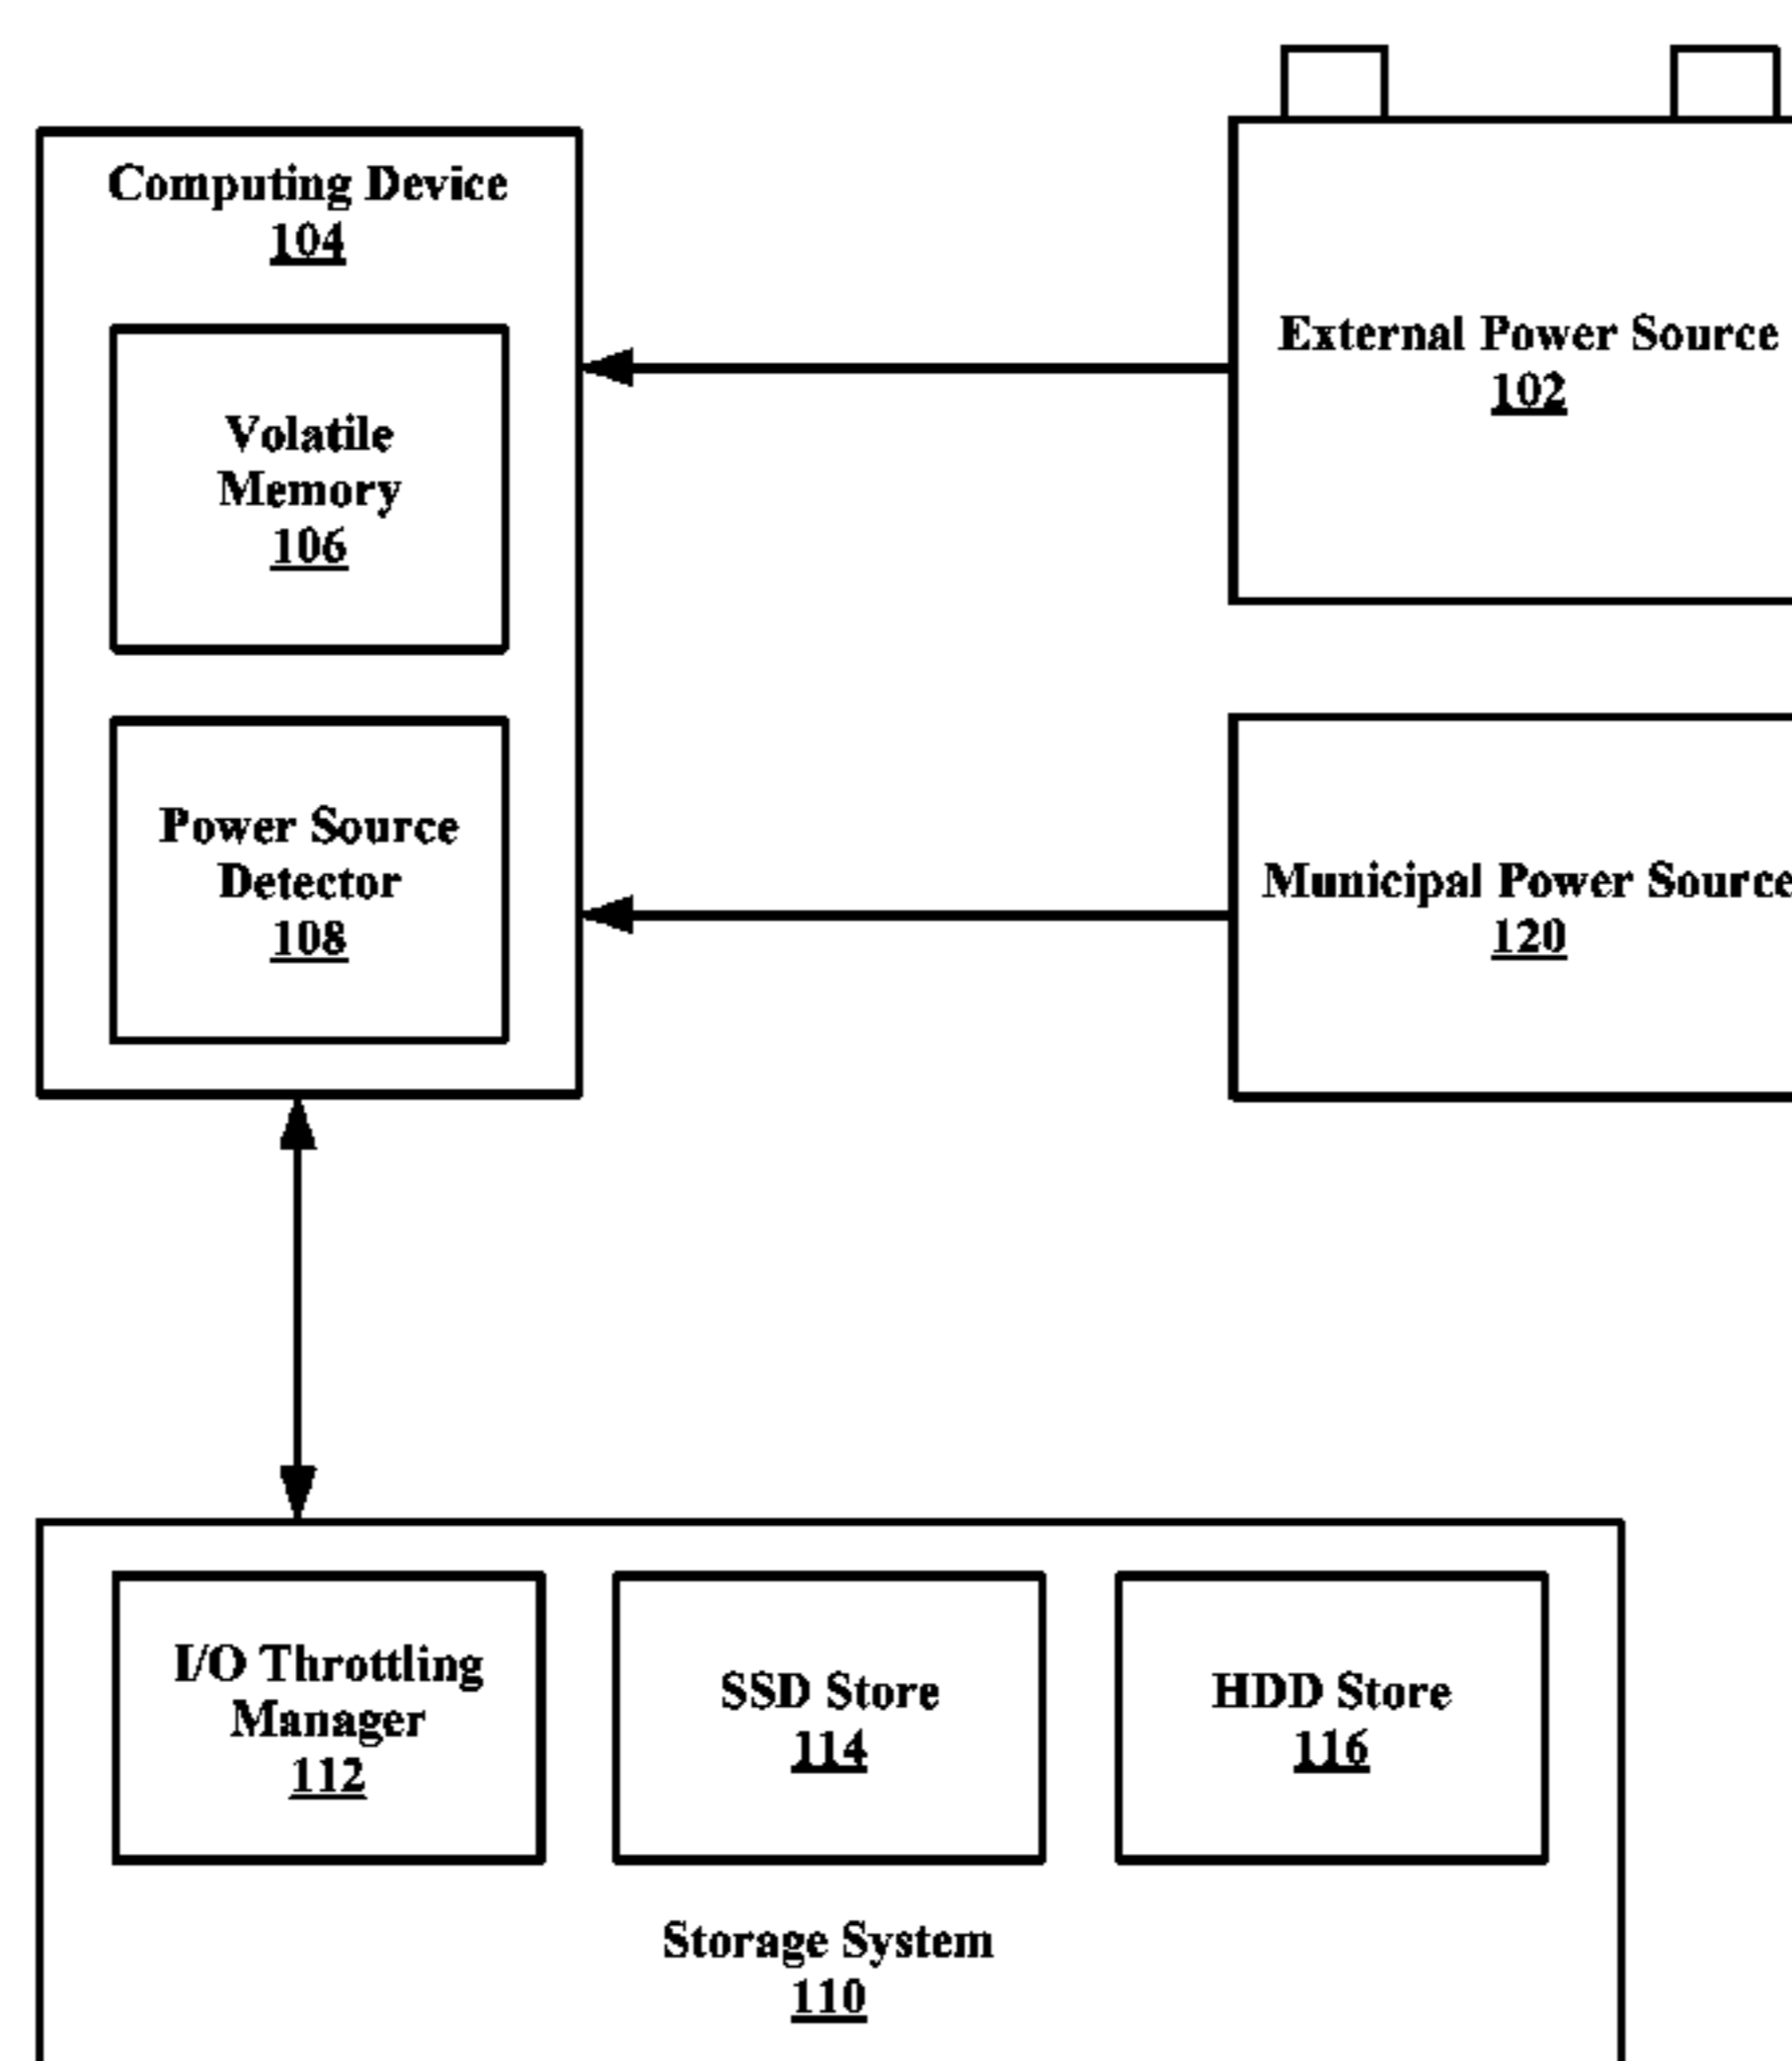 Computing Device
104
Volatile
Memory
106
Power Source
Detector
108
External Power Source
102
Municipal Power Source
120
I/O Throttling
Manager
112
SSD Store
114
HDD Store
116
Storage System
110